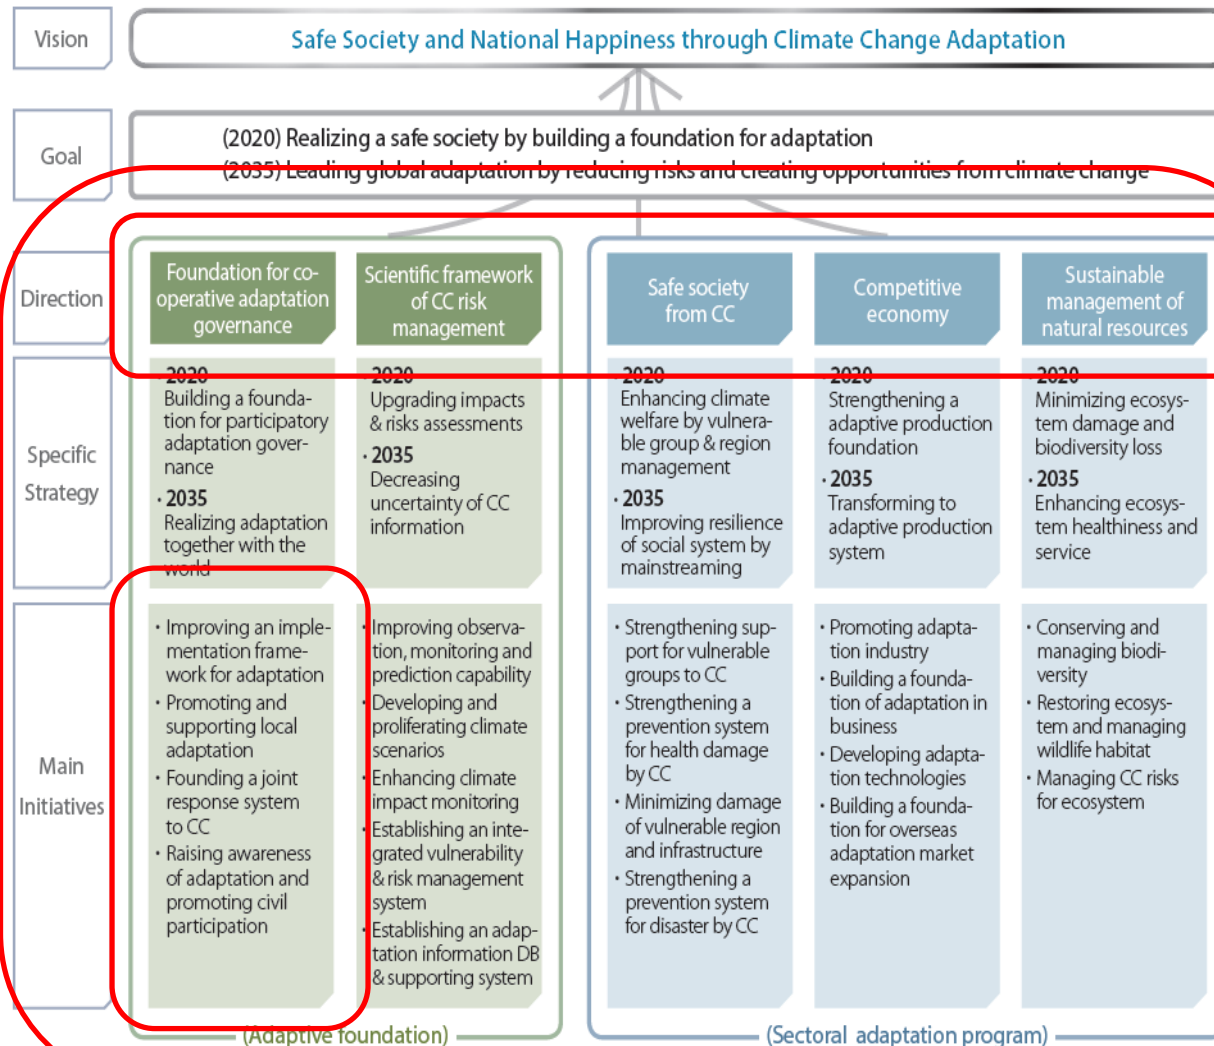 Vision
Safe Society and National Happiness through Climate Change Adaptation
Goal
(2020) Realizing a safe society by building a foundation for adaptation
(2035) Leading global adaptation by reducing risks and creating opportunities from climate change
Direction
Foundation for co-
operative adaptation
governance
Scientific framework
of CC risk
management
Safe society
from CC
Competitive
economy
Sustainable
management of
natural resources
Specific
Strategy
· 2020
Building a founda-
tion for participatory
adaptation gover-
nance
· 2035
Realizing adaptation
together with the
world
· 2020
Upgrading impacts
& risks assessments
· 2035
Decreasing
uncertainty of CC
information
· 2020
Enhancing climate
welfare by vulnera-
ble group & region
management
· 2035
Improving resilience
of social system by
mainstreaming
· 2020
Strengthening a
adaptive production
foundation
· 2035
Transforming to
adaptive production
system
· 2020
Minimizing ecosys-
tem damage and
biodiversity loss
· 2035
Enhancing ecosys-
tem healthiness and
service
Main
Initiatives
· Improving an imple-
mentation frame-
work for adaptation
· Promoting and
supporting local
adaptation
· Founding a joint
response system
to CC
· Raising awareness
of adaptation and
promoting civil
participation
· Improving observa-
tion, monitoring and
prediction capability
· Developing and
proliferating climate
scenarios
· Enhancing climate
impact monitoring
· Establishing an inte-
grated vulnerability
& risk management
system
· Establishing an adap-
tation information DB
& supporting system
· Strengthening sup-
port for vulnerable
groups to CC
· Strengthening a
prevention system
for health damage
by CC
· Minimizing damage
of vulnerable region
and infrastructure
· Strengthening a
prevention system
for disaster by CC
· Promoting adapta-
tion industry
· Building a founda-
tion of adaptation in
business
· Developing adapta-
tion technologies
· Building a founda-
tion for overseas
adaptation market
expansion
· Conserving and
managing biodi-
versity
· Restoring ecosys-
tem and managing
wildlife habitat
· Managing CC risks
for ecosystem
(Adaptive foundation)
(Sectoral adaptation program)